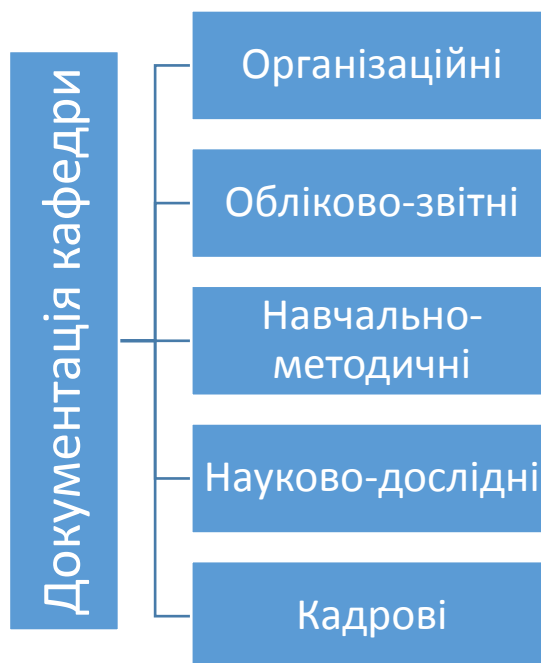 Документація кафедри
Організаційні
Обліково-звітні
Навчально-
методичні
Науково-дослідні
Кадрові